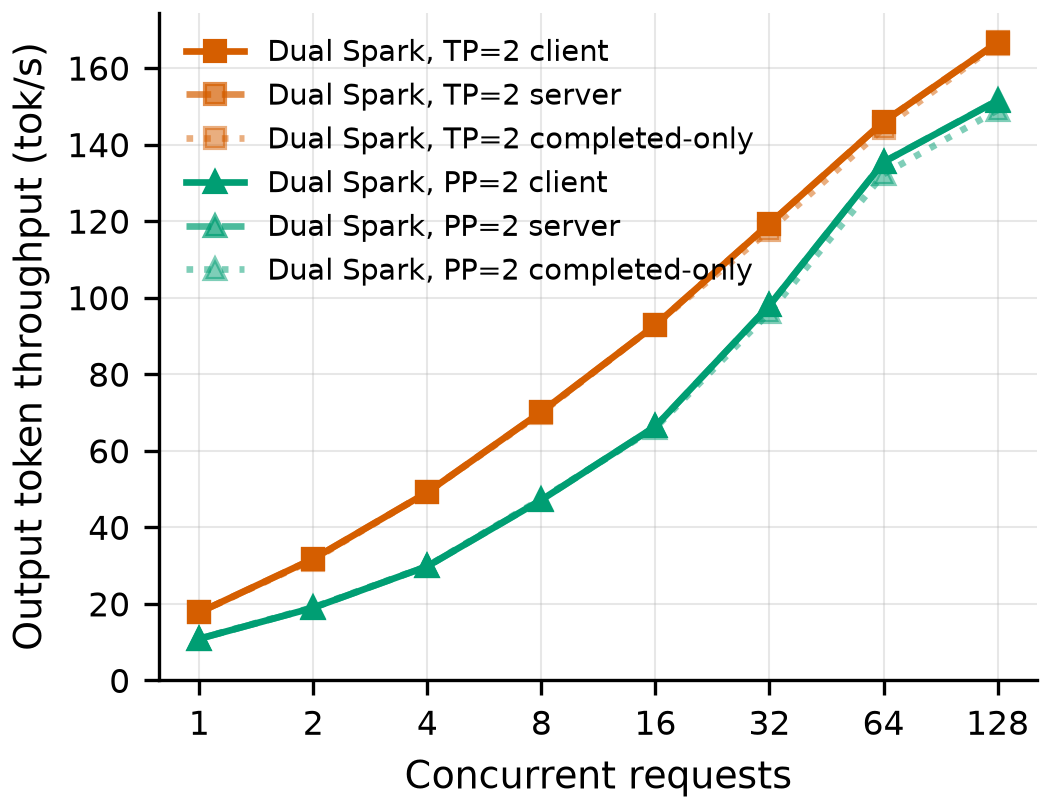 Output token throughput (tok/s)
160
140
120
100
80
60
40
20
0
Dual Spark, TP=2 client
Dual Spark, TP=2 server
Dual Spark, TP=2 completed-only
Dual Spark, PP=2 client
Dual Spark, PP=2 server
Dual Spark, PP=2 completed-only
1 2 4 8 16 32 64 128
Concurrent requests